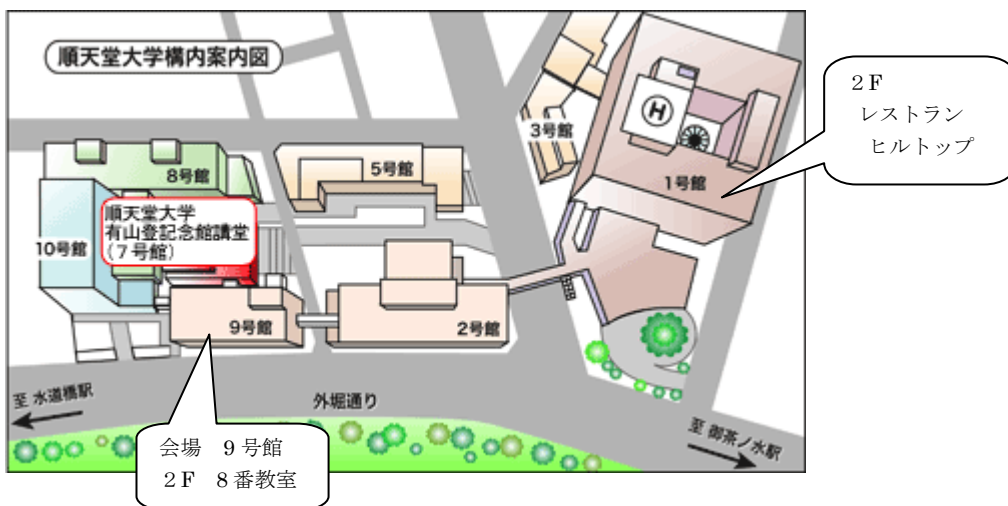 順天堂大学構内案内図
２F
レストラン
ヒルトップ
3号館
5号館
8号館
1号館
順天堂大学
有山登記念館講堂
（7号館）
10号館
9号館
2号館
H
至 水道橋駅
外堀通り
至 御茶ノ水駅
会場　９号館
２F　８番教室